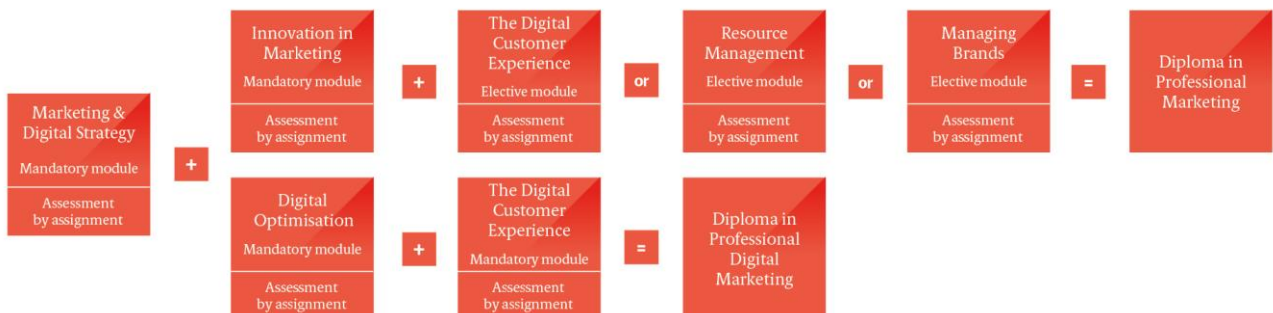 Marketing &
Digital Strategy
Mandatory module
Assessment
by assignment
+
Innovation in
Marketing
Mandatory module
Assessment
by assignment
+
The Digital
Customer
Experience
Elective module
Assessment
by assignment
or
Resource
Management
Elective module
Assessment
by assignment
or
Managing
Brands
Elective module
Assessment
by assignment
=
Diploma in
Professional
Marketing
Digital
Optimisation
Mandatory module
Assessment
by assignment
+
The Digital
Customer
Experience
Mandatory module
Assessment
by assignment
=
Diploma in
Professional
Digital
Marketing